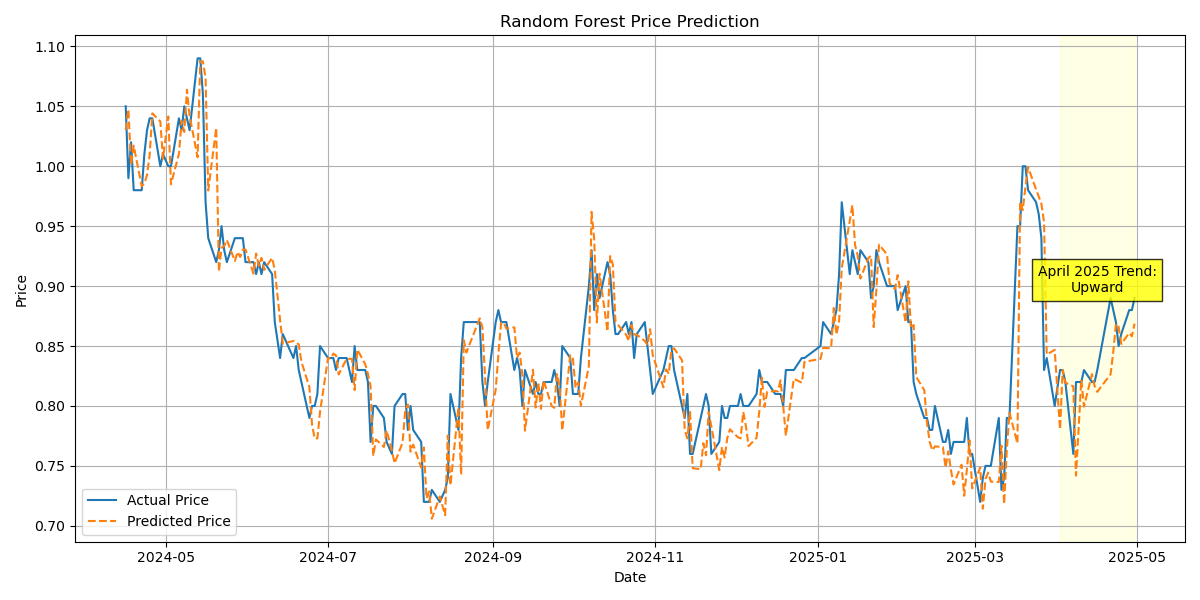 Random Forest Price Prediction
Price
1.10
1.05
1.00
0.95
0.90
0.85
0.80
0.75
0.70
April 2025 Trend:
Upward
Actual Price
Predicted Price
2024-05
2024-07
2024-09
2024-11
2025-01
2025-03
2025-05
Date